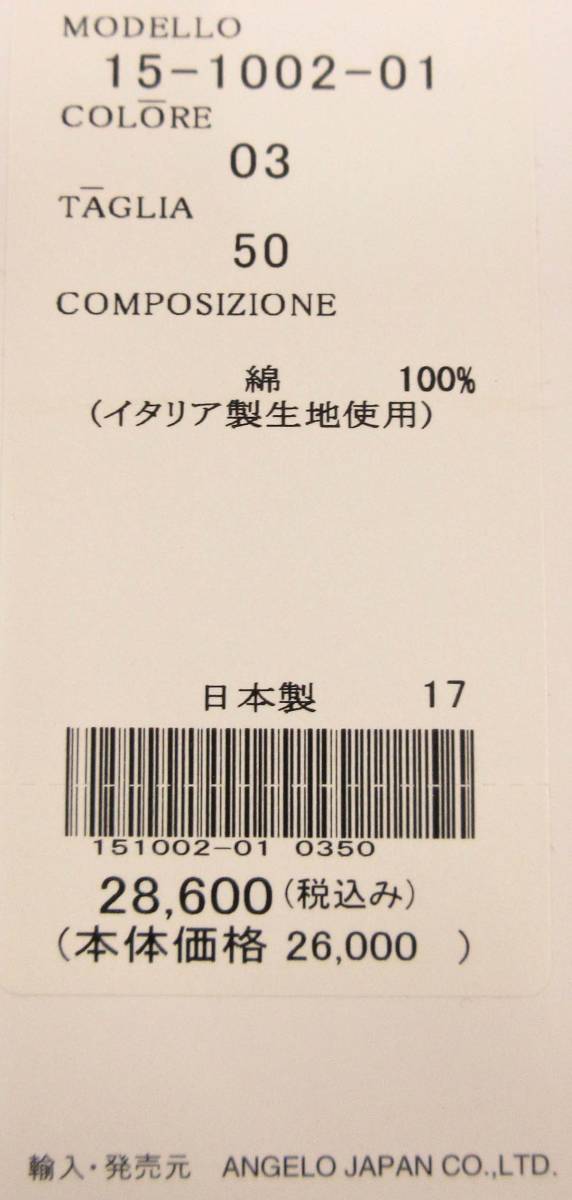 MODELLO
15-1002-01
COLŌRE
03
TĀGLIA
50
COMPOSIZIONE
綿 100%
(イタリア製生地使用)
日本製 17
151002-01 0350
28,600(税込み)
(本体価格 26,000 )
輸入・発売元 ANGELO JAPAN CO.,LTD.